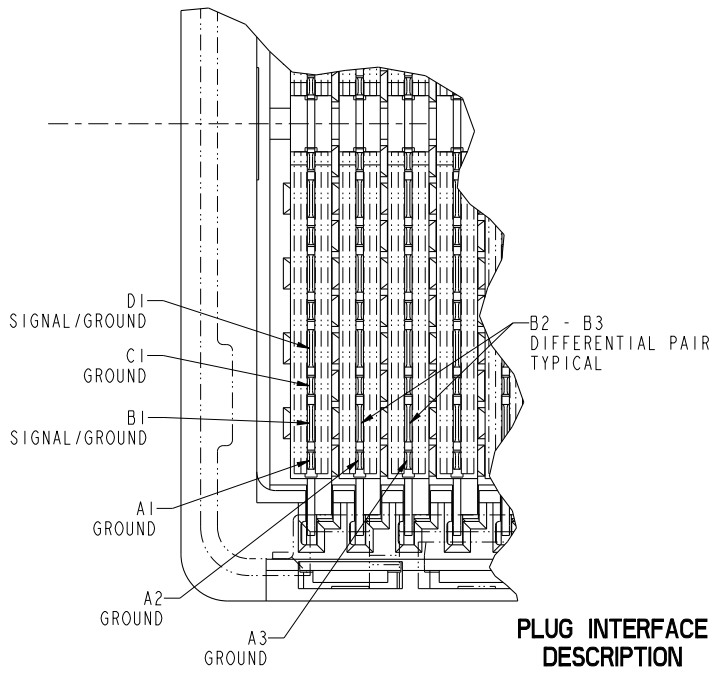 D1
SIGNAL/GROUND
C1
GROUND
B1
SIGNAL/GROUND
A1
GROUND
A2
GROUND
A3
GROUND
B2 - B3
DIFFERENTIAL PAIR
TYPICAL
PLUG INTERFACE
DESCRIPTION